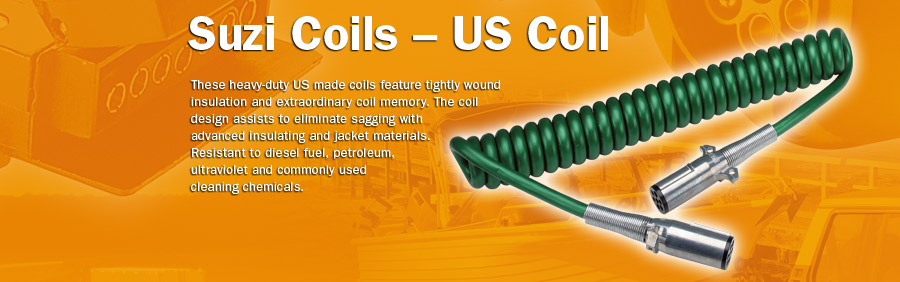 Suzi Coils – US Coil
These heavy-duty US made coils feature tightly wound
insulation and extraordinary coil memory. The coil
design assists to eliminate sagging with
advanced insulating and jacket materials.
Resistant to diesel fuel, petroleum,
ultraviolet and commonly used
cleaning chemicals.